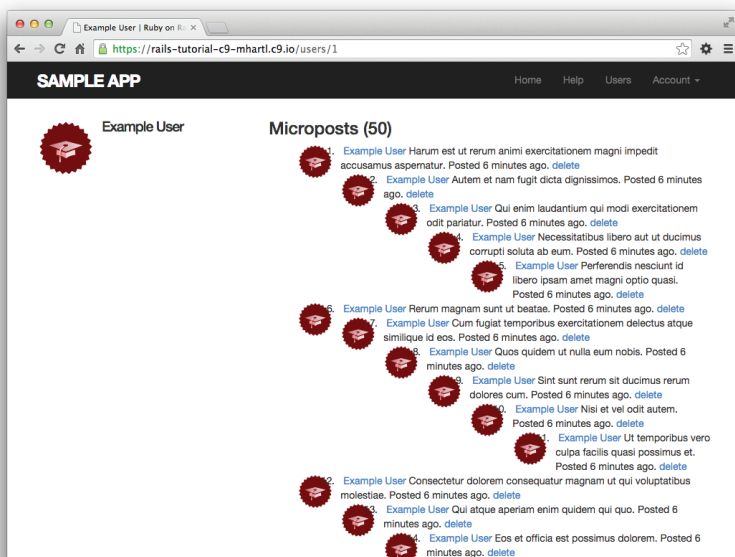 Example User | Ruby on Ra
https://rails-tutorial-c9-mhartl.c9.io/users/1
SAMPLE APP
Home Help Users Account
Example User
Microposts (50)
1. Example User Harum est ut rerum animi exercitationem magni impedit
accusamus aspernatur. Posted 6 minutes ago. delete
2. Example User Autem et nam fugit dicta dignissimos. Posted 6 minutes
ago. delete
3. Example User Qui enim laudantium qui modi exercitationem
odit pariatur. Posted 6 minutes ago. delete
4. Example User Necessitatibus libero aut ut ducimus
corrupti soluta ab eum. Posted 6 minutes ago. delete
5. Example User Perferendis nesciunt id
libero ipsam amet magni optio quasi.
Posted 6 minutes ago. delete
6. Example User Rerum magnam sunt ut beatae. Posted 6 minutes ago. delete
7. Example User Cum fugiat temporibus exercitationem delectus atque
similique id eos. Posted 6 minutes ago. delete
8. Example User Quos quidem ut nulla eum nobis. Posted 6
minutes ago. delete
9. Example User Sint sunt rerum sit ducimus rerum
dolores cum. Posted 6 minutes ago. delete
0. Example User Nisi et vel odit autem.
Posted 6 minutes ago. delete
1. Example User Ut temporibus vero
culpa facilis quasi possimus et.
Posted 6 minutes ago. delete
2. Example User Consectetur dolorem consequatur magnam ut qui voluptatibus
molestiae. Posted 6 minutes ago. delete
3. Example User Qui atque aperiam enim quidem qui quo. Posted 6
minutes ago. delete
4. Example User Eos et officia est possimus dolorem. Posted 6
minutes ago. delete